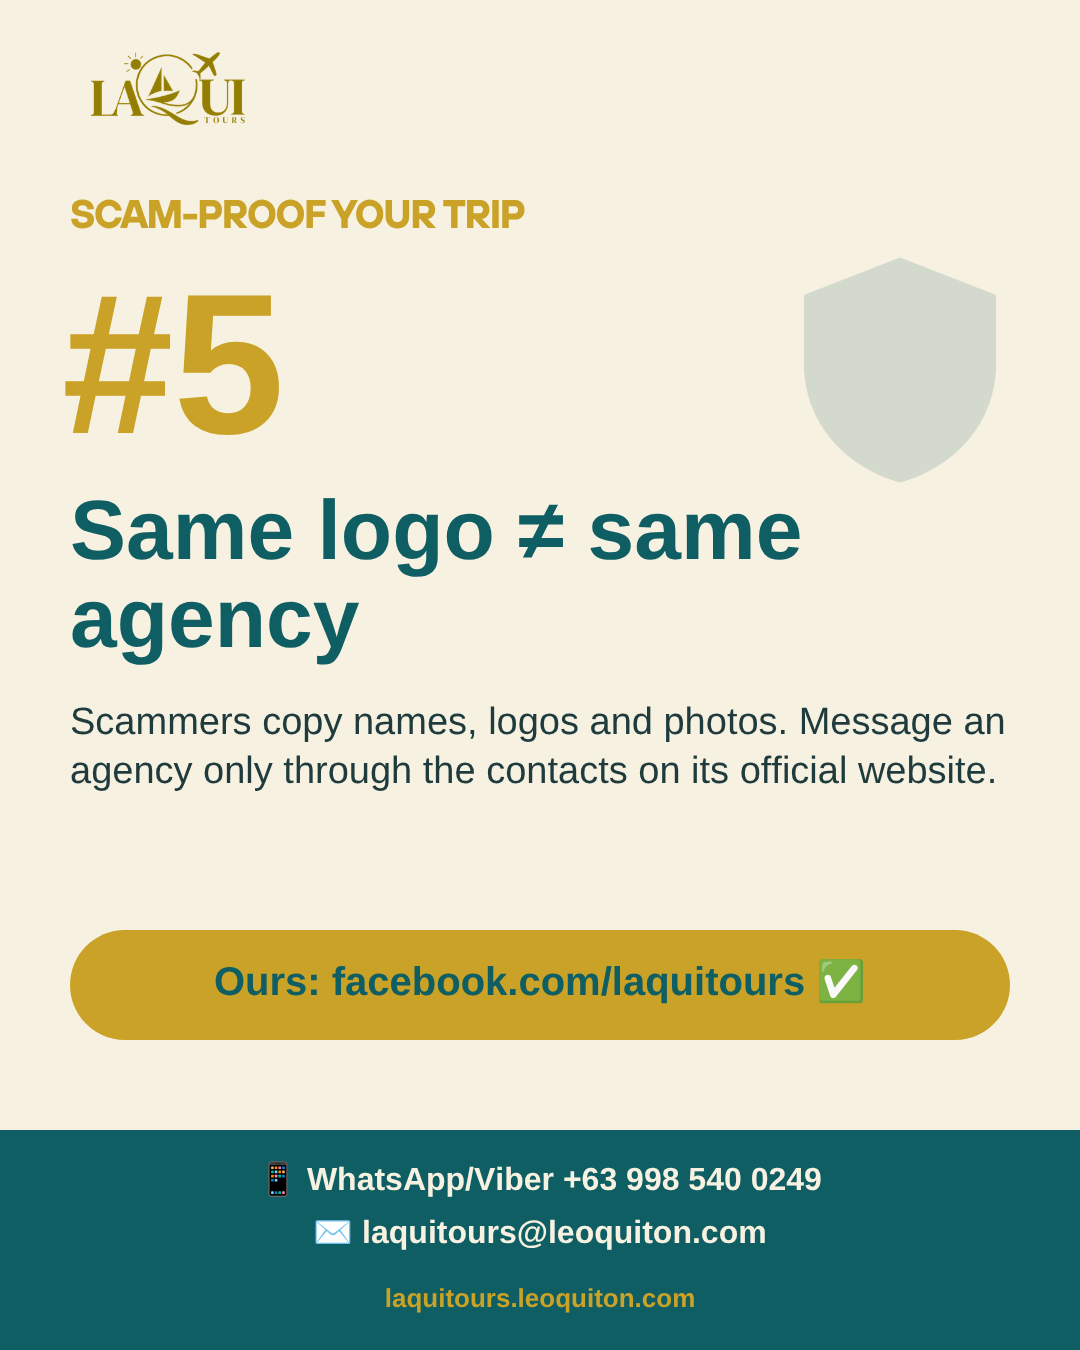 LAQUI
TOURS
SCAM-PROOF YOUR TRIP
#5
Same logo ≠ same
agency
Scammers copy names, logos and photos. Message an
agency only through the contacts on its official website.
Ours: facebook.com/laquitours ✅
📱 WhatsApp/Viber +63 998 540 0249
✉️ laquitours@leoquiton.com
laquitours.leoquiton.com